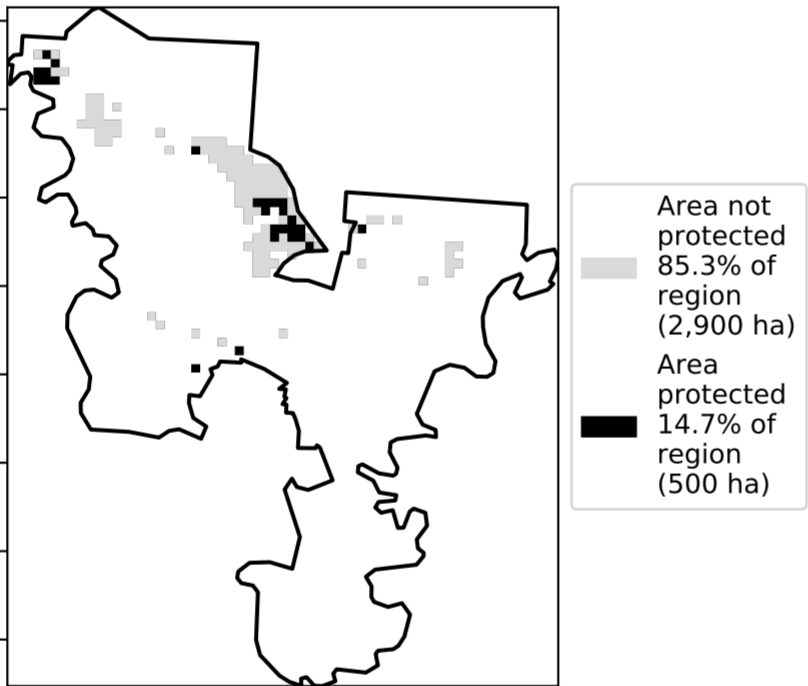 Area not
protected
85.3% of
region
(2,900 ha)
Area
protected
14.7% of
region
(500 ha)